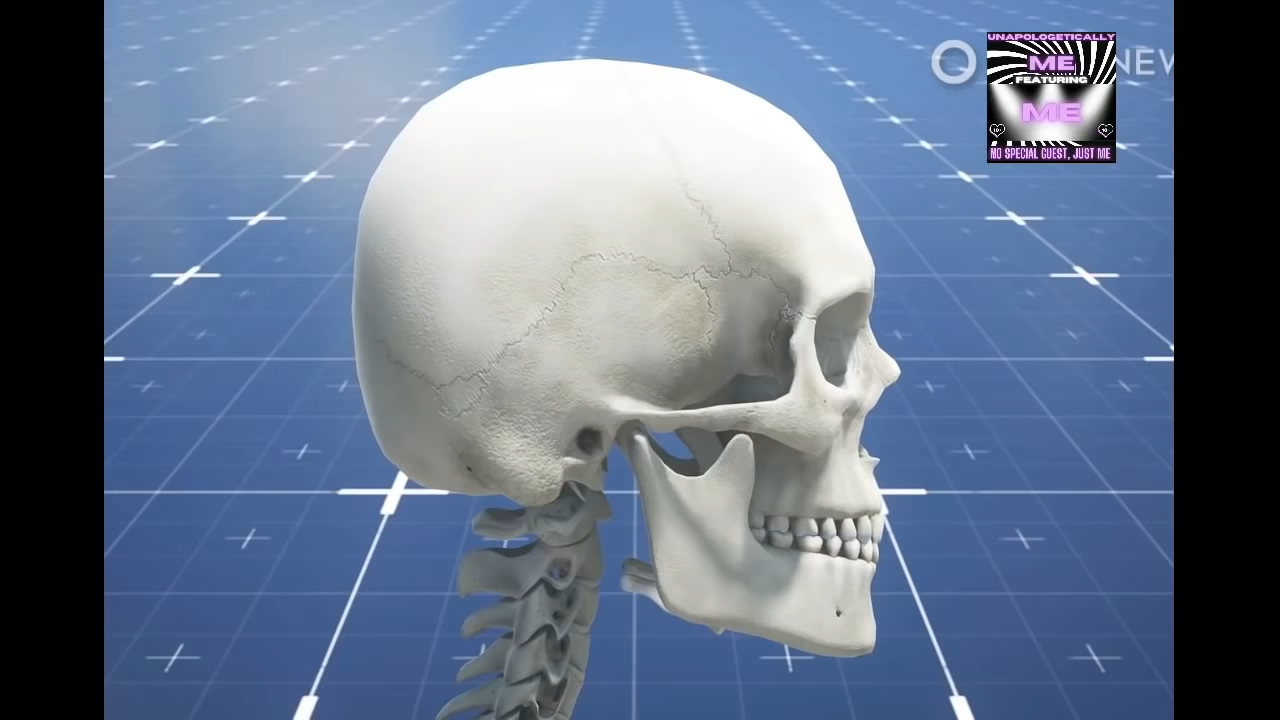 UNAPOLOGETICALLY
ME
FEATURING
ME
NO SPECIAL GUEST, JUST ME